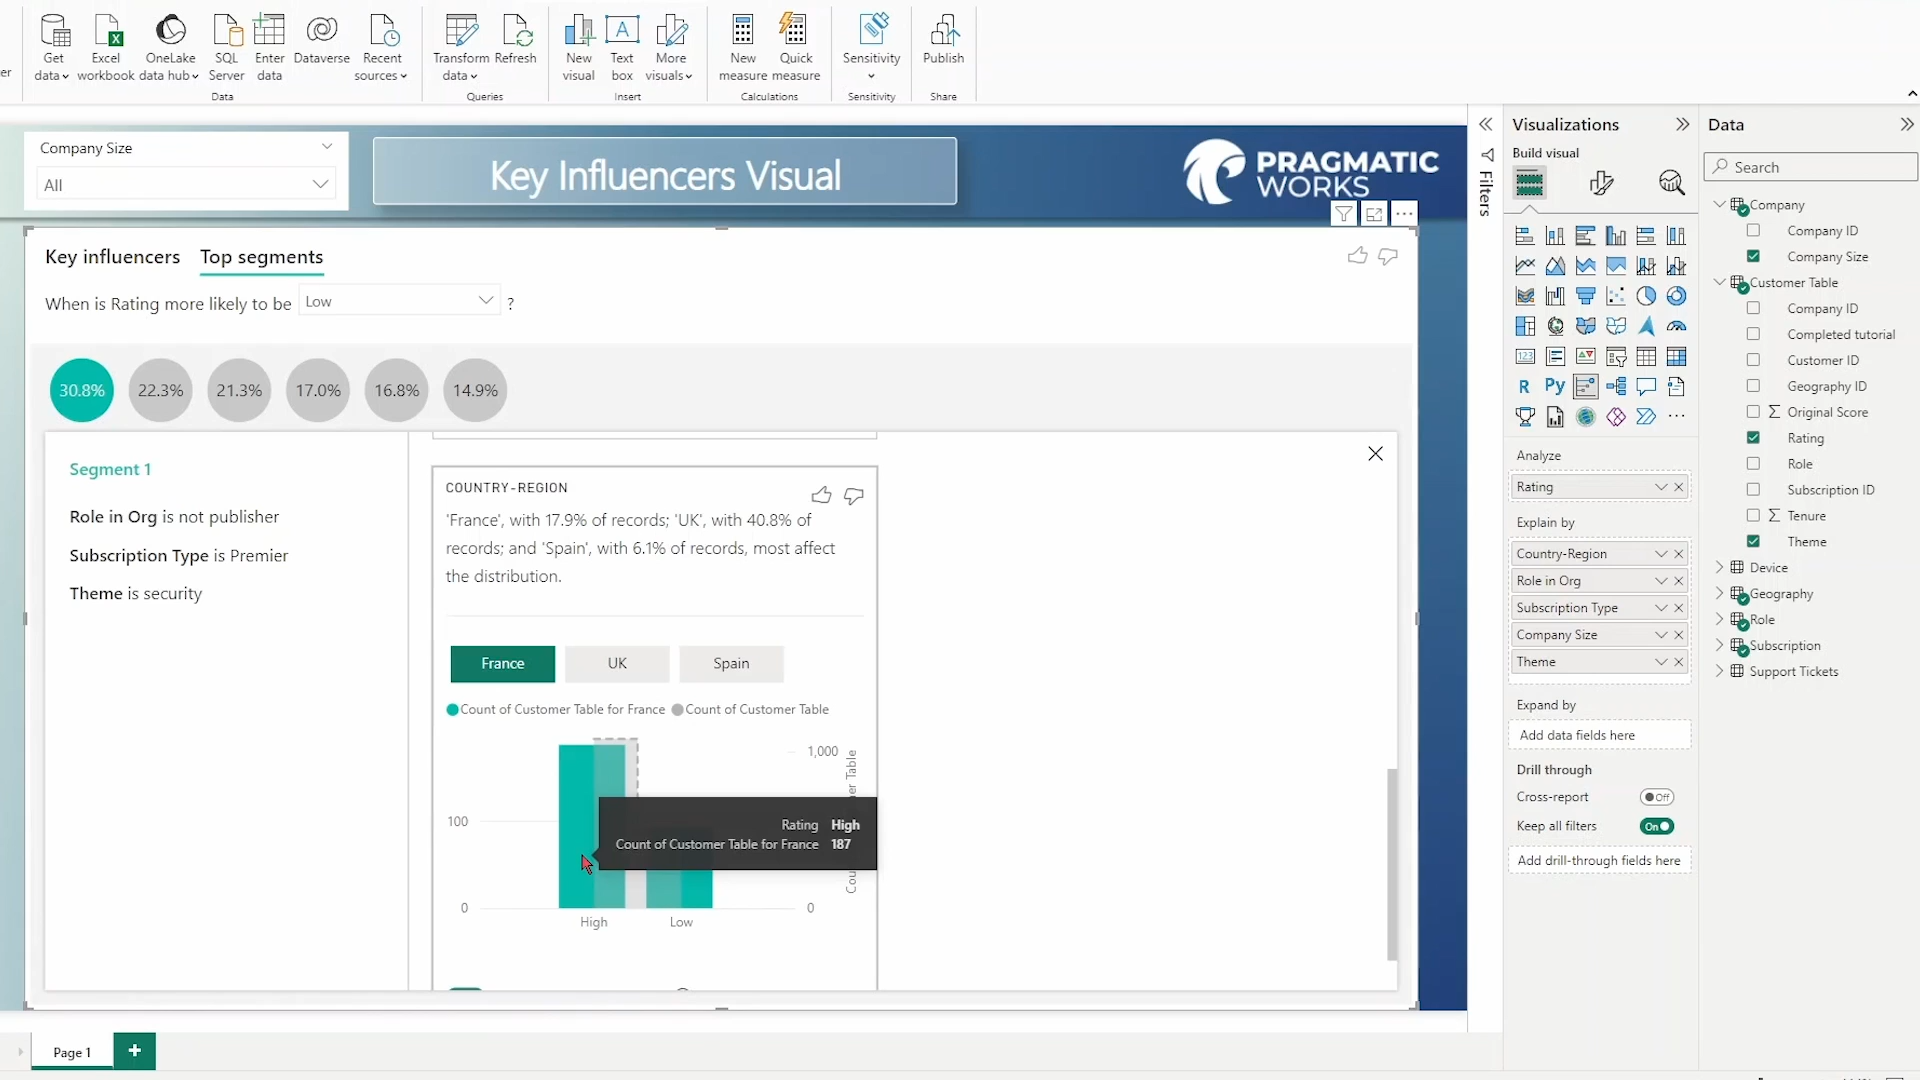 Get data
Excel workbook
OneLake data hub
SQL Server
Enter data
Dataverse
Recent sources
Transform data
Refresh
New visual
Text box
More visuals
New measure
Quick measure
Sensitivity
Publish
Data
Queries
Insert
Calculations
Sensitivity
Share
Company Size
All
Key Influencers Visual
PRAGMATIC
WORKS
Key influencers
Top segments
When is Rating more likely to be Low ?
30.8%
22.3%
21.3%
17.0%
16.8%
14.9%
Segment 1
Role in Org is not publisher
Subscription Type is Premier
Theme is security
COUNTRY-REGION
'France', with 17.9% of
records; 'UK', with 40.8% of
records; and 'Spain', with 6.1% of records, most affect
the distribution.
France
UK
Spain
Count of Customer Table for France
Count of Customer Table
1,000
100
0
0
High
Low
Rating High
Count of Customer Table for France 187
Page 1
Filters
Visualizations
Build visual
123
R
Py
Analyze
Rating
Explain by
Country-Region
Role in Org
Subscription Type
Company Size
Theme
Expand by
Add data fields here
Drill through
Cross-report
Off
Keep all filters
On
Add drill-through fields here
Data
Search
Company
Company ID
Company Size
Customer Table
Company ID
Completed tutorial
Customer ID
Geography ID
Original Score
Rating
Role
Subscription ID
Tenure
Theme
Device
Geography
Role
Subscription
Support Tickets